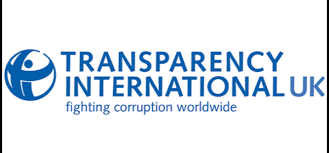 TRANSPARENCY
INTERNATIONAL UK
fighting corruption worldwide